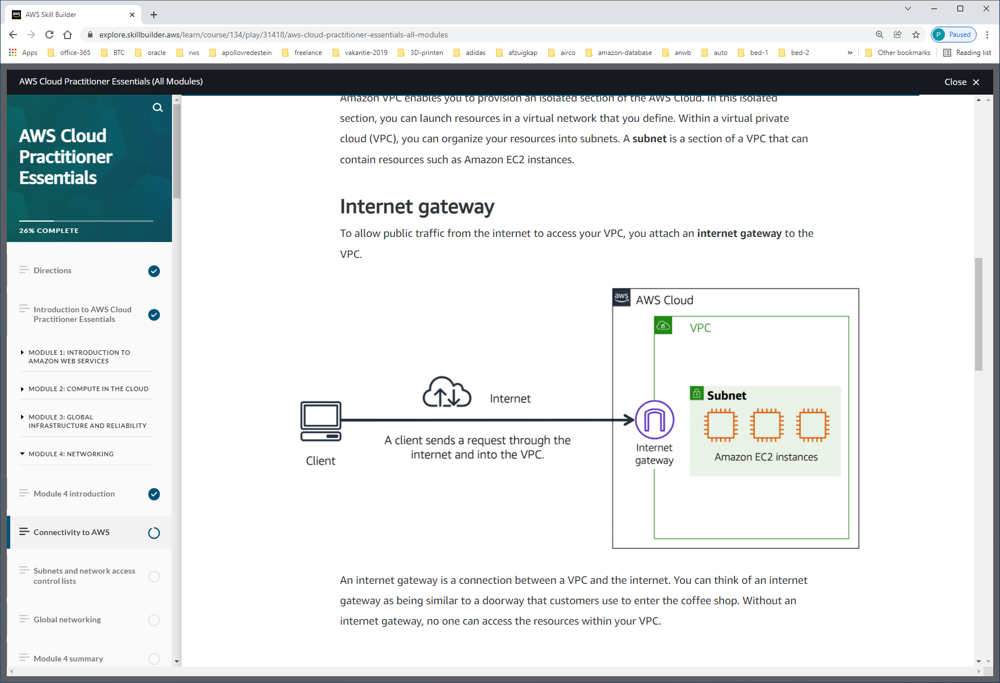 aws
AWS Skill Builder
explore.skillbuilder.aws/learn/course/134/play/31418/aws-cloud-practitioner-essentials-all-modules
P
Paused
Apps
office-365
BTC
oracle
rws
apollovredestein
freelance
vakantie-2019
3D-printen
adidas
afzuigkap
airco
amazon-database
anwb
auto
bed-1
bed-2
»
Other bookmarks
Reading list
AWS Cloud Practitioner Essentials (All Modules)
Close
AWS Cloud
Practitioner
Essentials
26% COMPLETE
Directions
Introduction to AWS Cloud
Practitioner Essentials
MODULE 1: INTRODUCTION TO
AMAZON WEB SERVICES
MODULE 2: COMPUTE IN THE CLOUD
MODULE 3: GLOBAL
INFRASTRUCTURE AND RELIABILITY
MODULE 4: NETWORKING
Module 4 introduction
Connectivity to AWS
Subnets and network access
control lists
Global networking
Module 4 summary
Amazon VPC enables you to provision an isolated section of the AWS Cloud. In this isolated
section, you can launch resources in a virtual network that you define. Within a virtual private
cloud (VPC), you can organize your resources into subnets. A subnet is a section of a VPC that can
contain resources such as Amazon EC2 instances.
Internet gateway
To allow public traffic from the internet to access your VPC, you attach an internet gateway to the
VPC.
aws
AWS Cloud
VPC
Internet
Subnet
A client sends a request through the
internet and into the VPC.
Client
Internet
gateway
Amazon EC2 instances
An internet gateway is a connection between a VPC and the internet. You can think of an internet
gateway as being similar to a doorway that customers use to enter the coffee shop. Without an
internet gateway, no one can access the resources within your VPC.